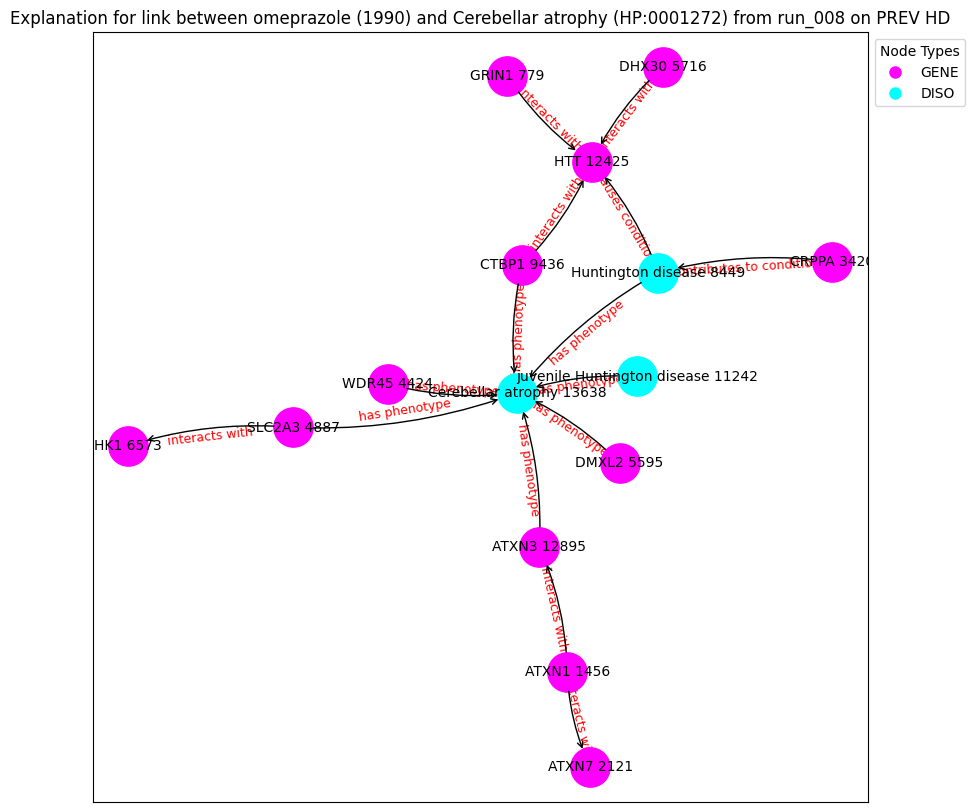 Explanation for link between omeprazole (1990) and Cerebellar atrophy (HP:0001272) from run_008 on PREV HD
Node Types
GENE
DISO
GRIN1 779
DHX30 5716
interacts with
interacts with
HTT 12425
interacts with
causes condition
CTBP1 9436
Huntington disease 8449
contributes to condition
CRPPA 3420
has phenotype
has phenotype
WDR45 4424
has phenotype
juvenile Huntington disease 11242
has phenotype
Cerebellar atrophy 13638
has phenotype
SLC2A3 4887
has phenotype
HK1 6573
interacts with
DMXL2 5595
has phenotype
ATXN3 12895
interacts with
ATXN1 1456
interacts with
ATXN7 2121